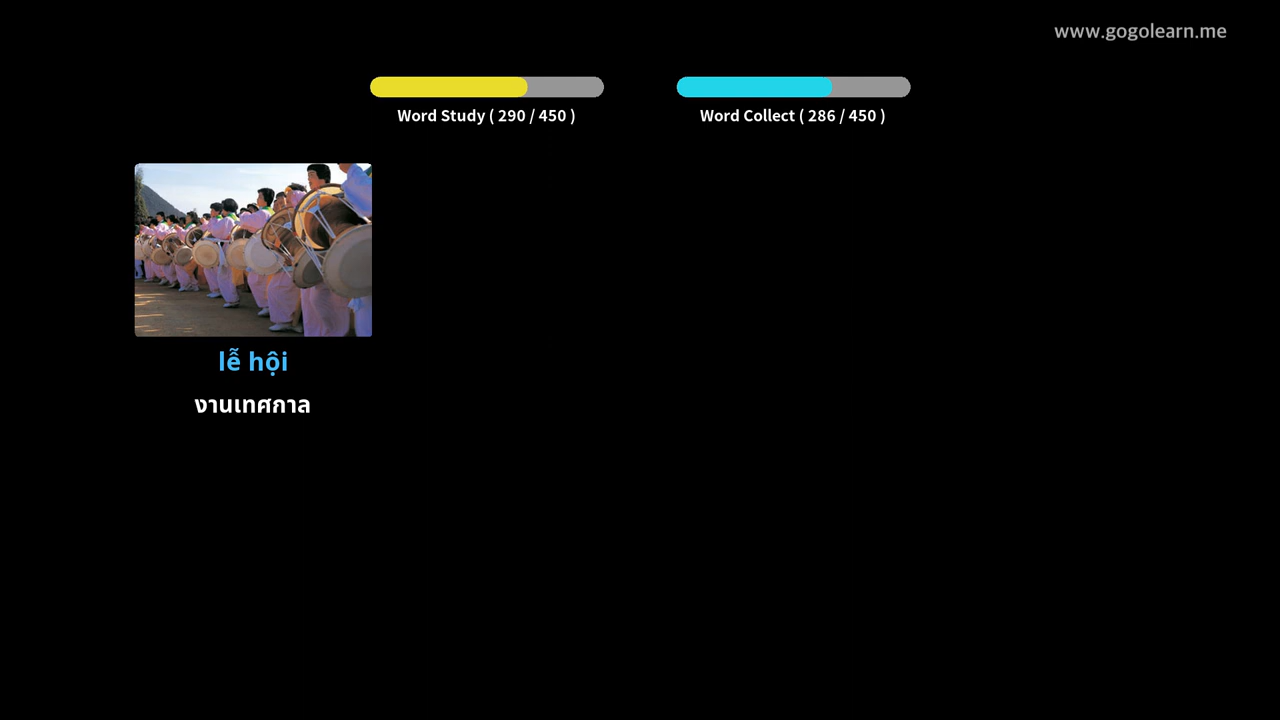 www.gogolearn.me
Word Study ( 290 / 450 )
Word Collect ( 286 / 450 )
lễ hội
งานเทศกาล